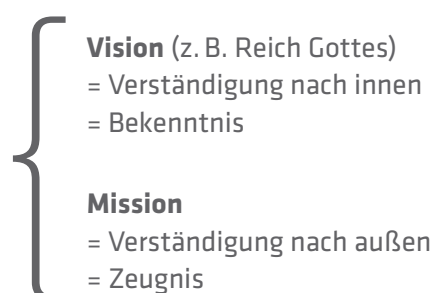 Vision (z. B. Reich Gottes)
= Verständigung nach innen
= Bekenntnis
Mission
= Verständigung nach außen
= Zeugnis